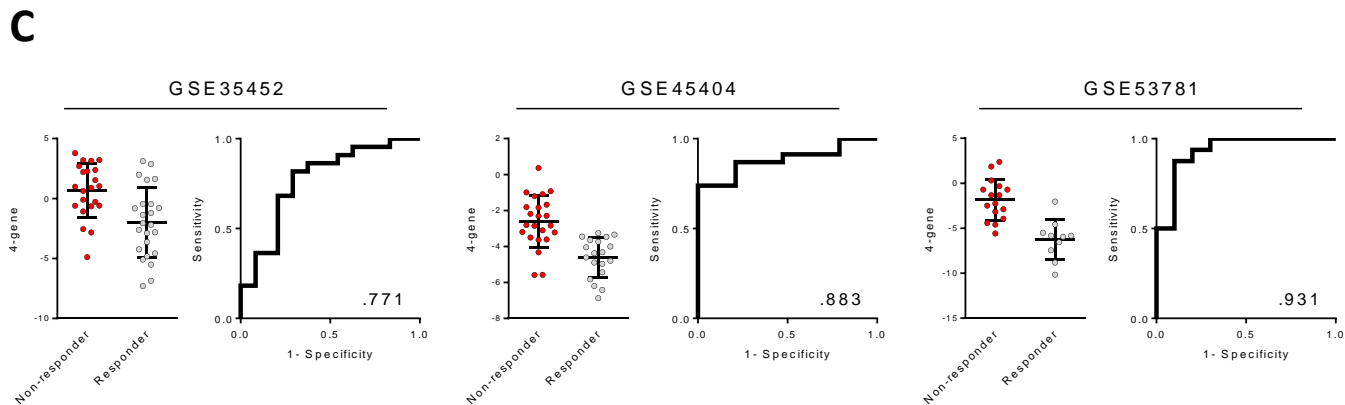 C
GSE35452
GSE45404
GSE53781
4-gene
5
0
-5
-10
Non-responder
Responder
Sensitivity
1.0
0.5
0.0
.771
0.0
0.5
1.0
1- Specificity
4-gene
2
0
-2
-4
-6
-8
Non-responder
Responder
Sensitivity
1.0
0.5
0.0
.883
0.0
0.5
1.0
1- Specificity
4-gene
5
0
-5
-10
-15
Non-responder
Responder
Sensitivity
1.0
0.5
0.0
.931
0.0
0.5
1.0
1- Specificity